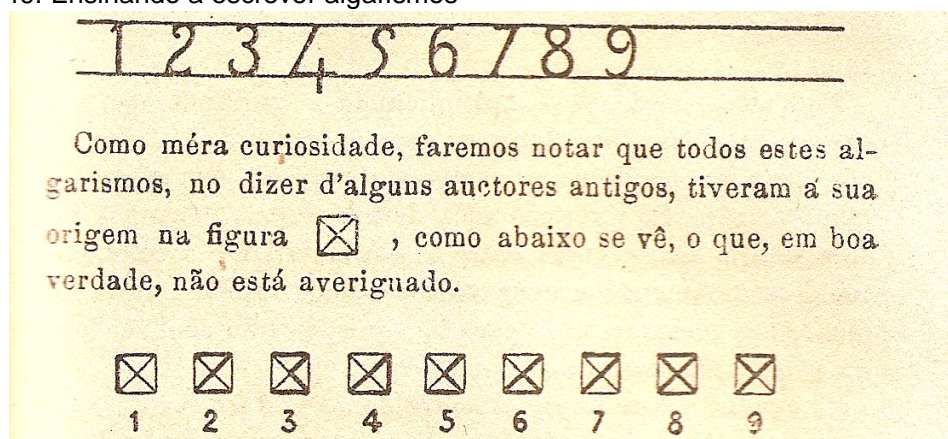 1 2 3 4 5 6 7 8 9
Como méra curiosidade, faremos notar que todos estes al-
garismos, no dizer d'alguns auctores antigos, tiveram a sua
origem na figura , como abaixo se vê, o que, em boa
verdade, não está averiguado.
1 2 3 4 5 6 7 8 9